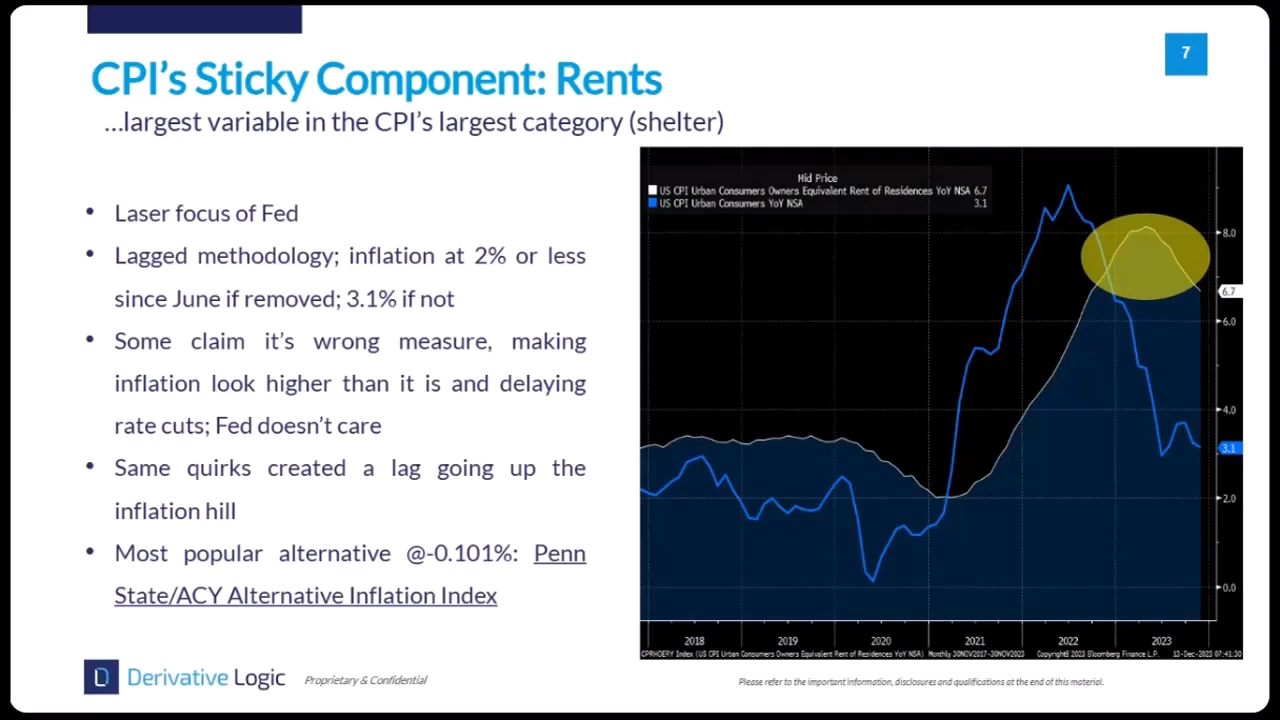 7
CPI’s Sticky Component: Rents
…largest variable in the CPI’s largest category (shelter)
• Laser focus of Fed
• Lagged methodology; inflation at 2% or less
since June if removed; 3.1% if not
• Some claim it’s wrong measure, making
inflation look higher than it is and delaying
rate cuts; Fed doesn’t care
• Same quirks created a lag going up the
inflation hill
• Most popular alternative @-0.101%: Penn
State/ACY Alternative Inflation Index
Mid Price
US CPI Urban Consumers Owners Equivalent Rent of Residences YoY NSA 6.7
US CPI Urban Consumers YoY NSA 3.1
8.0
6.7
6.0
4.0
3.1
2.0
0.0
2018 2019 2020 2021 2022 2023
CPRHOERY Index (US CPI Urban Consumers Owners Equivalent Rent of Residences YoY NSA) Monthly 30NOV2017-30NOV2023 Copyright© 2023 Bloomberg Finance L.P. 13-Dec-2023 07:41:30
D Derivative Logic Proprietary & Confidential
Please refer to the important information, disclosures and qualifications at the end of this material.